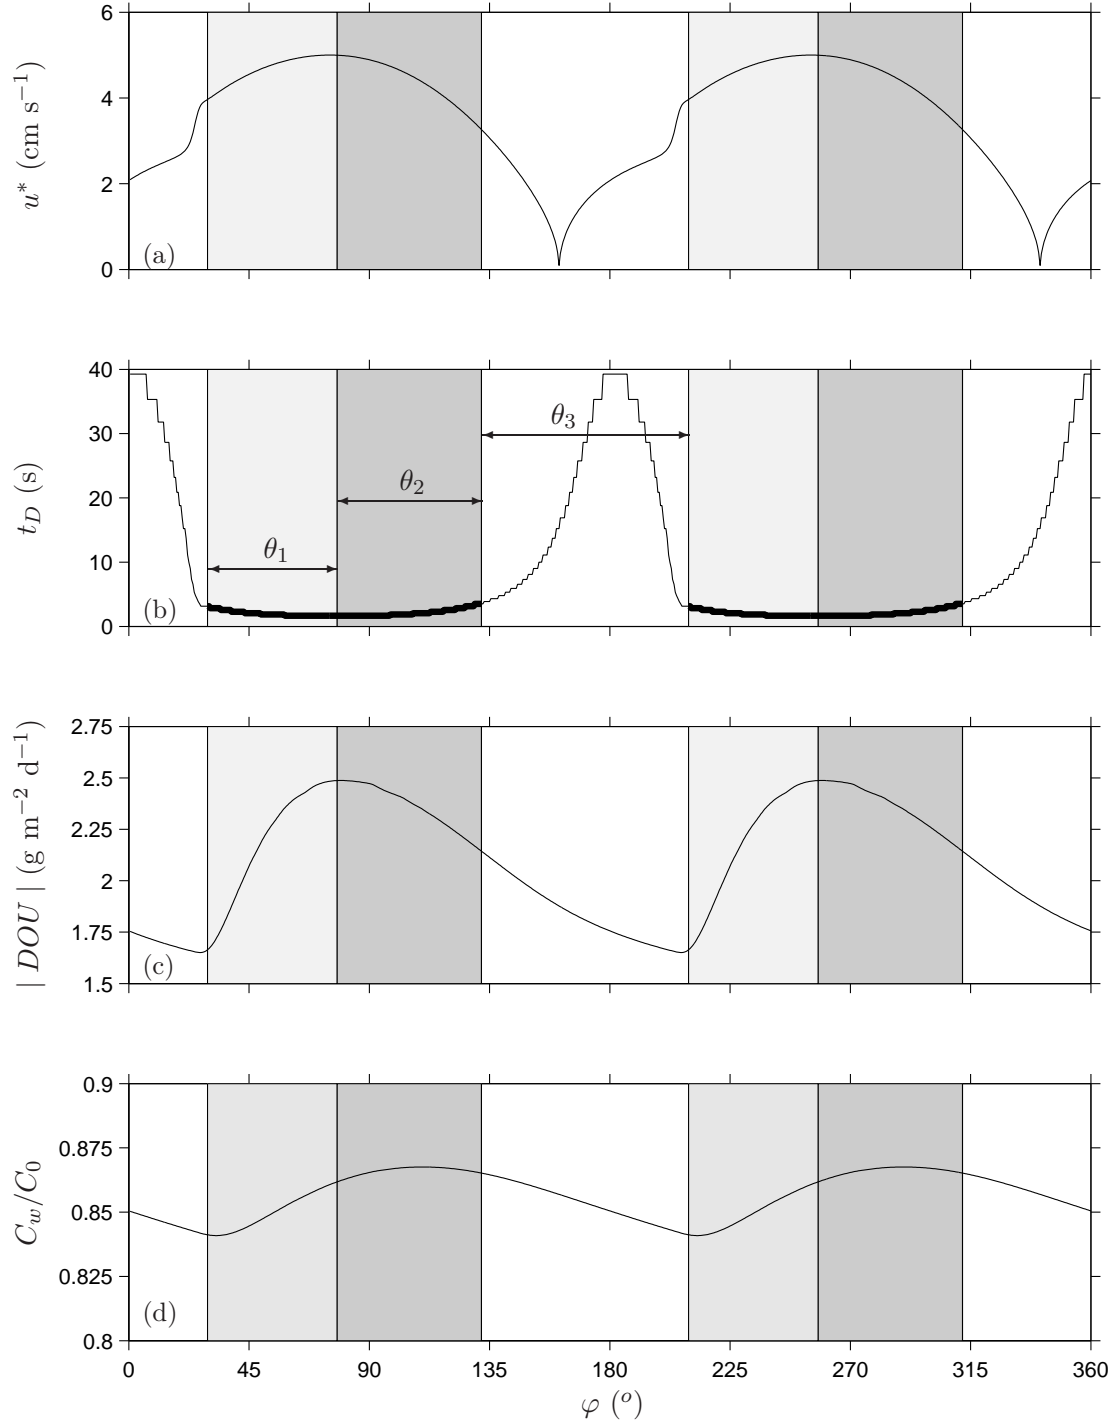 6
4
2
0
u* (cm s⁻¹)
(a)
40
30
20
10
0
t_D (s)
θ₃
θ₂
θ₁
(b)
2.75
2.5
2.25
2
1.75
1.5
| DOU | (g m⁻² d⁻¹)
(c)
0.9
0.875
0.85
0.825
0.8
C_w/C₀
(d)
0 45 90 135 180 225 270 315 360
φ (°)